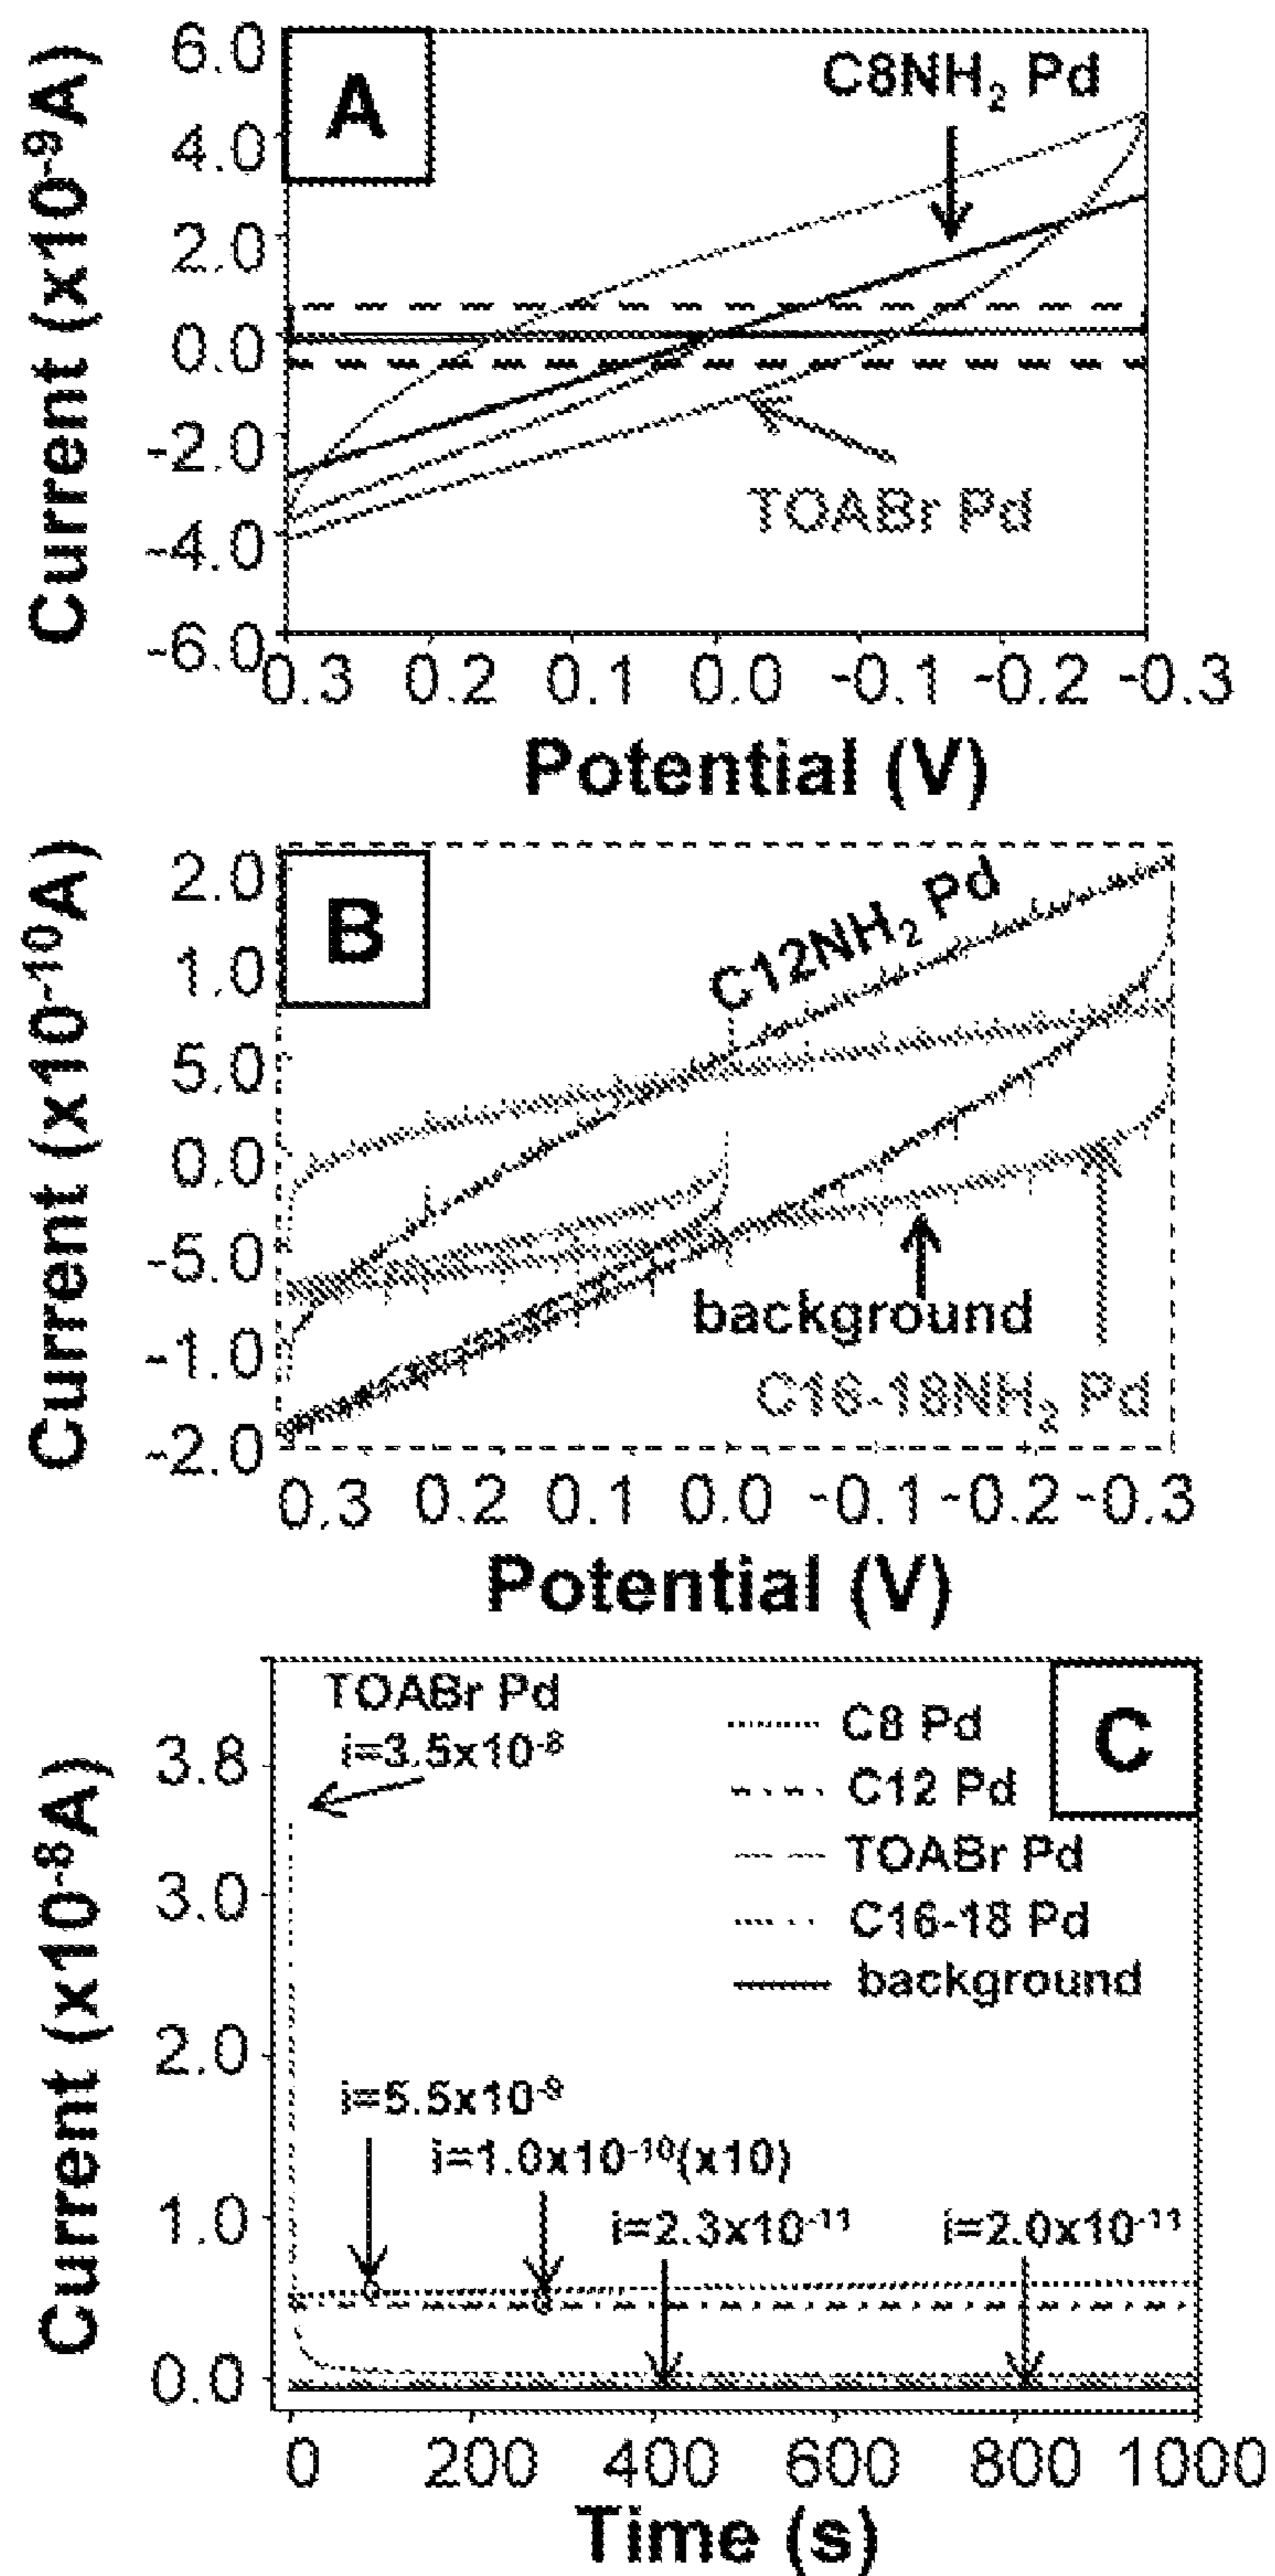 A
C8NH2 Pd
TOABr Pd
Current (x10-9A)
6.0
4.0
2.0
0.0
-2.0
-4.0
-6.0
0.3 0.2 0.1 0.0 -0.1 -0.2 -0.3
Potential (V)
B
C12NH2 Pd
background
C16-18NH2 Pd
Current (x10-10A)
2.0
1.0
5.0
0.0
-5.0
-1.0
-2.0
0.3 0.2 0.1 0.0 -0.1 -0.2 -0.3
Potential (V)
C
TOABr Pd
i=3.5x10-8
C8 Pd
C12 Pd
TOABr Pd
C16-18 Pd
background
i=5.5x10-9
i=1.0x10-10(x10)
i=2.3x10-11
i=2.0x10-11
Current (x10-8A)
3.8
3.0
2.0
1.0
0.0
0 200 400 600 800 1000
Time (s)